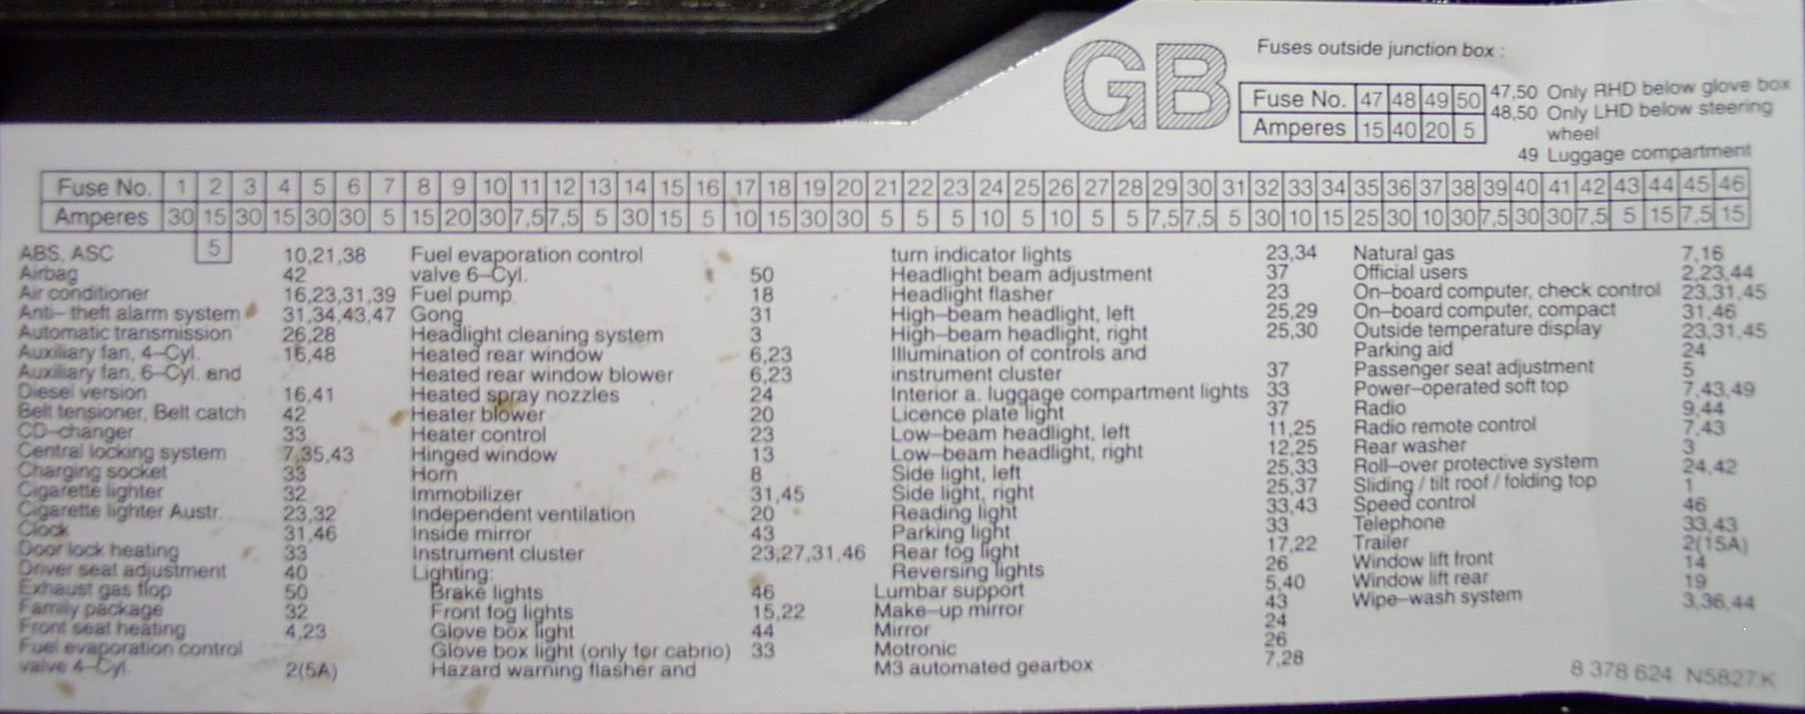 GB
Fuses outside junction box :
Fuse No. 47 48 49 50
Amperes 15 40 20 5
47,50 Only RHD below glove box
48,50 Only LHD below steering
wheel
49 Luggage compartment
Fuse No. 1 2 3 4 5 6 7 8 9 10 11 12 13 14 15 16 17 18 19 20 21 22 23 24 25 26 27 28 29 30 31 32 33 34 35 36 37 38 39 40 41 42 43 44 45 46
Amperes 30 15 30 15 30 30 5 15 20 30 7,5 7,5 5 30 15 5 10 15 30 30 5 5 5 10 5 10 5 5 7,5 7,5 5 30 10 15 25 30 10 30 7,5 30 30 7,5 5 15 7,5 15
5
ABS, ASC 10,21,38
Airbag 42
Air conditioner 16,23,31,39
Anti-theft alarm system 31,34,43,47
Automatic transmission 26,28
Auxiliary fan, 4-Cyl. 16,48
Auxiliary fan, 6-Cyl. and
Diesel version 16,41
Belt tensioner, Belt catch 42
CD-changer 33
Central locking system 7,35,43
Charging socket 33
Cigarette lighter 32
Cigarette lighter Austr. 23,32
Clock 31,46
Door lock heating 33
Driver seat adjustment 40
Exhaust gas flop 50
Family package 32
Front seat heating 4,23
Fuel evaporation control
valve 4-Cyl. 2(5A)
Fuel evaporation control
valve 6-Cyl. 50
Fuel pump 18
Gong 31
Headlight cleaning system 3
Heated rear window 6,23
Heated rear window blower 6,23
Heated spray nozzles 24
Heater blower 20
Heater control 23
Hinged window 13
Horn 8
Immobilizer 31,45
Independent ventilation 20
Inside mirror 43
Instrument cluster 23,27,31,46
Lighting:
Brake lights 46
Front fog lights 15,22
Glove box light 44
Glove box light (only for cabrio) 33
Hazard warning flasher and
turn indicator lights 23,34
Headlight beam adjustment 37
Headlight flasher 23
High-beam headlight, left 25,29
High-beam headlight, right 25,30
Illumination of controls and
instrument cluster 37
Interior a. luggage compartment lights 33
Licence plate light 37
Low-beam headlight, left 11,25
Low-beam headlight, right 12,25
Side light, left 25,33
Side light, right 25,37
Reading light 33,43
Parking light 33
Rear fog light 17,22
Reversing lights 26
Lumbar support 5,40
Make-up mirror 43
Mirror 24
Motronic 26
M3 automated gearbox 7,28
Natural gas 7,16
Official users 2,23,44
On-board computer, check control 23,31,45
On-board computer, compact 31,46
Outside temperature display 23,31,45
Parking aid 24
Passenger seat adjustment 5
Power-operated soft top 7,43,49
Radio 9,44
Radio remote control 7,43
Rear washer 3
Roll-over protective system 24,42
Sliding / tilt roof / folding top 1
Speed control 46
Telephone 33,43
Trailer 2(15A)
Window lift front 14
Window lift rear 19
Wipe-wash system 3,36,44
8 378 624 N5827.K